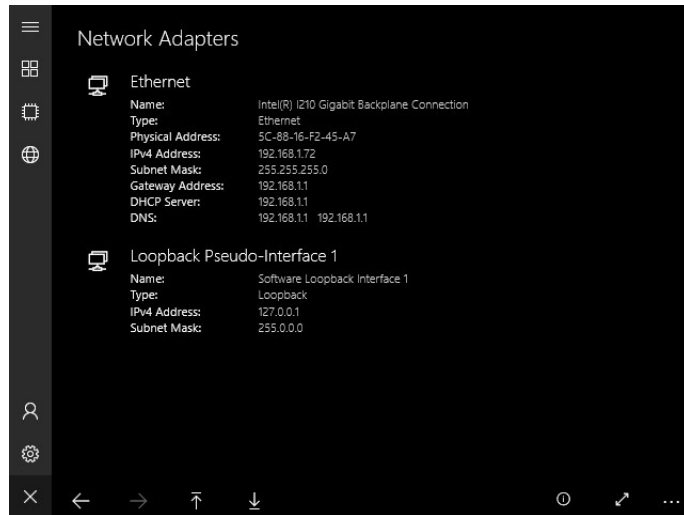 Network Adapters
Ethernet
Name: Intel(R) I210 Gigabit Backplane Connection
Type: Ethernet
Physical Address: 5C-88-16-F2-45-A7
IPv4 Address: 192.168.1.72
Subnet Mask: 255.255.255.0
Gateway Address: 192.168.1.1
DHCP Server: 192.168.1.1
DNS: 192.168.1.1 192.168.1.1
Loopback Pseudo-Interface 1
Name: Software Loopback Interface 1
Type: Loopback
IPv4 Address: 127.0.0.1
Subnet Mask: 255.0.0.0